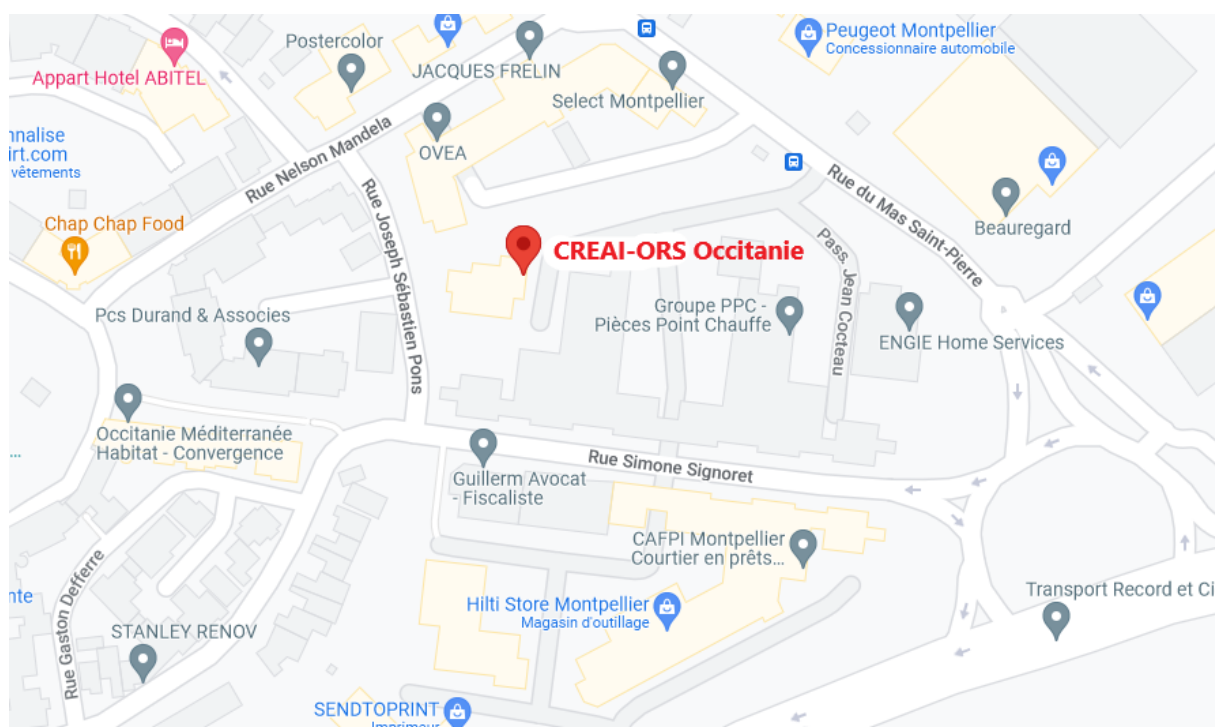 Peugeot Montpellier
Concessionnaire automobile
Postercolor
JACQUES FRELIN
Appart Hotel ABITEL
Select Montpellier
nnalise
irt.com
vêtements
OVEA
Rue Nelson Mandela
Rue du Mas Saint-Pierre
Chap Chap Food
Rue Joseph Sébastien Pons
Beauregard
CREAI-ORS Occitanie
Pass. Jean Cocteau
Pcs Durand & Associes
Groupe PPC -
Pièces Point Chauffe
ENGIE Home Services
Occitanie Méditerranée
Habitat - Convergence
...
Rue Simone Signoret
Guillerm Avocat
- Fiscaliste
CAFPI Montpellier
Courtier en prêts...
Rue Gaston Defferre
nte
Hilti Store Montpellier
Magasin d'outillage
Transport Record et Ci
STANLEY RENOV
SENDTOPRINT
Imprimeur